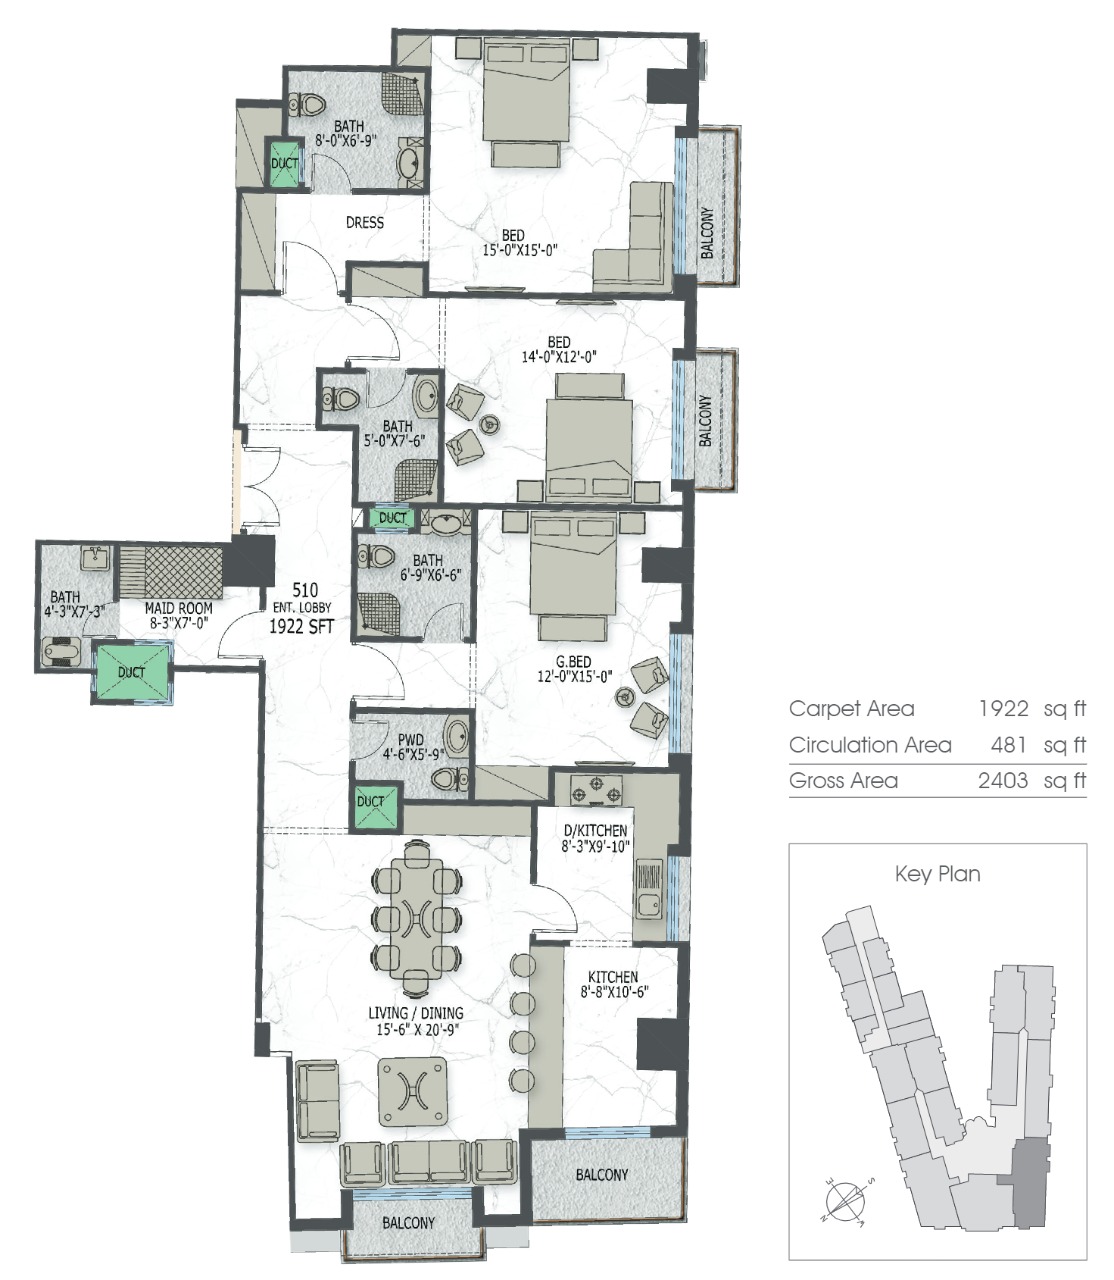 BATH
8'-0"X6'-9"
DUCT
DRESS
BED
15'-0"X15'-0"
BALCONY
BED
14'-0"X12'-0"
BALCONY
BATH
5'-0"X7'-6"
DUCT
BATH
6'-9"X6'-6"
BATH
4'-3"X7'-3"
MAID ROOM
8-3"X7'-0"
DUCT
510
ENT. LOBBY
1922 SFT
G.BED
12'-0"X15'-0"
PWD
4'-6"X5'-9"
DUCT
D/KITCHEN
8'-3"X9'-10"
KITCHEN
8'-8"X10'-6"
LIVING / DINING
15'-6" X 20'-9"
BALCONY
BALCONY
Carpet Area 1922 sq ft
Circulation Area 481 sq ft
Gross Area 2403 sq ft
Key Plan
E
S
N
W